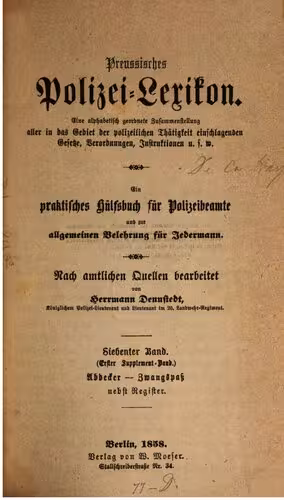 Preussisches
Polizei-Lexikon.
Eine alphabetisch geordnete Zusammenstellung
aller in das Gebiet der polizeilichen Thätigkeit einschlagenden
Gesetze, Verordnungen, Instruktionen u. s. w.
Ein
praktisches Hülfsbuch für Polizeibeamte
und zur
allgemeinen Belehrung für Jedermann.
Nach amtlichen Quellen bearbeitet
von
Herrmann Dennstedt,
Königlichem Polizei-Lieutenant und Lieutenant im 35. Landwehr-Regiment.
Siebenter Band.
(Erster Supplement-Band.)
Abdecker — Zwangspaß
nebst Register.
Berlin, 1858.
Verlag von W. Moeser.
Stallschreiberstraße Nr. 34.
77-D.